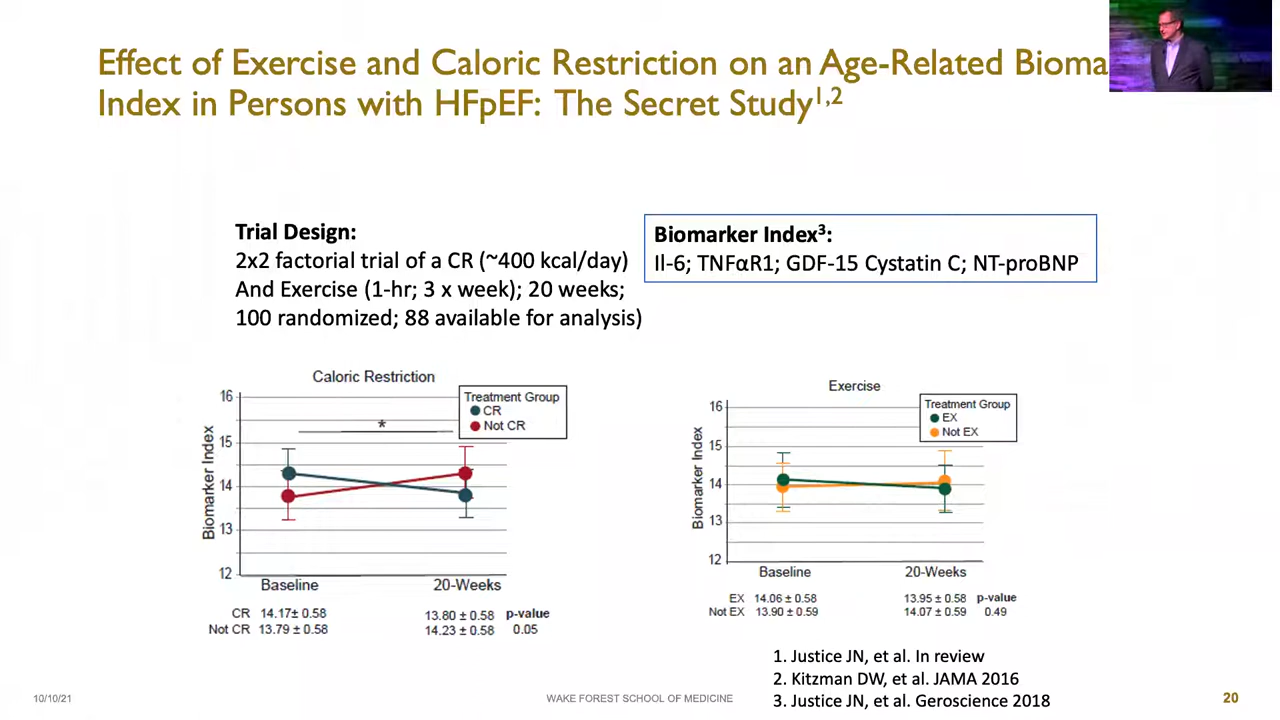 Effect of Exercise and Caloric Restriction on an Age-Related Bioma
Index in Persons with HFpEF: The Secret Study1,2
Trial Design:
2x2 factorial trial of a CR (~400 kcal/day)
And Exercise (1-hr; 3 x week); 20 weeks;
100 randomized; 88 available for analysis)
Biomarker Index3:
Il-6; TNFαR1; GDF-15 Cystatin C; NT-proBNP
Caloric Restriction
Treatment Group
CR
Not CR
*
Biomarker Index
16
15
14
13
12
Baseline
20-Weeks
CR 14.17± 0.58 13.80 ± 0.58 p-value
Not CR 13.79 ± 0.58 14.23 ± 0.58 0.05
Exercise
Treatment Group
EX
Not EX
Biomarker Index
16
15
14
13
12
Baseline
20-Weeks
EX 14.06 ± 0.58 13.95 ± 0.58 p-value
Not EX 13.90 ± 0.59 14.07 ± 0.59 0.49
1. Justice JN, et al. In review
2. Kitzman DW, et al. JAMA 2016
3. Justice JN, et al. Geroscience 2018
10/10/21
WAKE FOREST SCHOOL OF MEDICINE
20